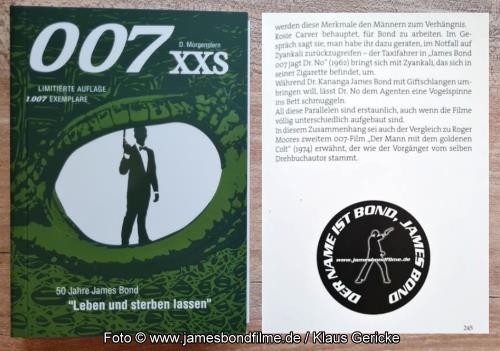 007
D. Morgenstern
XXS
LIMITIERTE AUFLAGE
1.007 EXEMPLARE
50 Jahre James Bond
"Leben und sterben lassen"
werden diese Merkmale den Männern zum Verhängnis.
Rosie Carver behauptet, für Bond zu arbeiten. Im Ge-
spräch sagt sie, man habe ihr dazu geraten, im Notfall auf
Zyankali zurückzugreifen – der Taxifahrer in „James Bond
007 jagt Dr. No" (1962) bringt sich mit Zyankali, das sich in
seiner Zigarette befindet, um.
Während Dr. Kananga James Bond mit Giftschlangen um-
bringen will, lässt Dr. No dem Agenten eine Vogelspinne
ins Bett schmuggeln.
All diese Parallelen sind erstaunlich, auch wenn die Filme
völlig unterschiedlich aufgebaut sind.
In diesem Zusammenhang sei auch der Vergleich zu Roger
Moores zweitem 007-Film „Der Mann mit dem goldenen
Colt" (1974) erwähnt, der wie der Vorgänger vom selben
Drehbuchautor stammt.
DER NAME IST BOND, JAMES BOND
www.jamesbondfilme.de
245
Foto © www.jamesbondfilme.de / Klaus Gericke